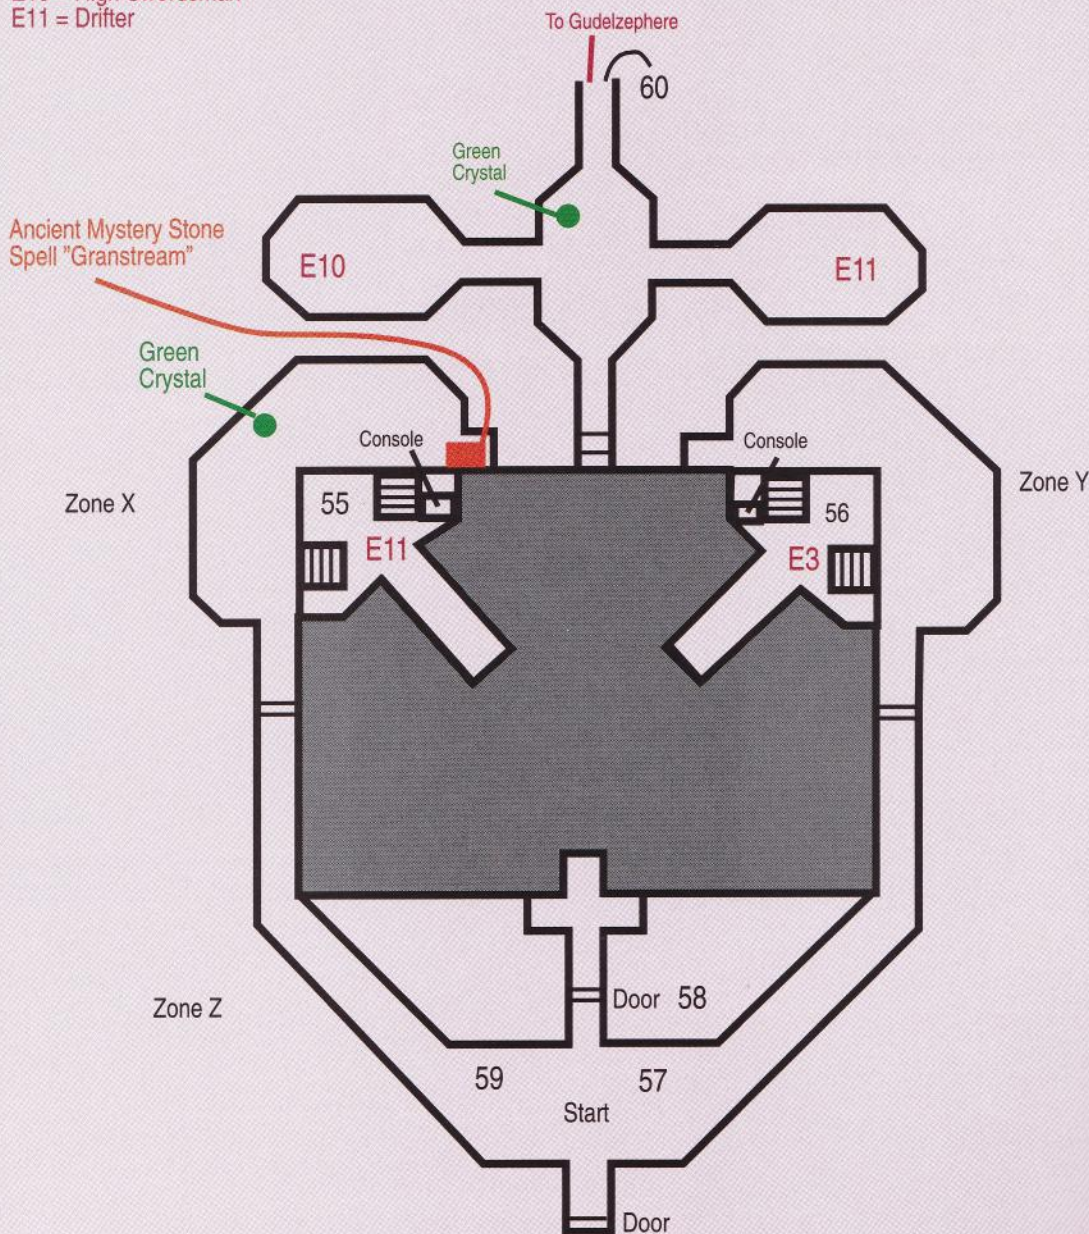 E11 = Drifter
To Gudelzephere
60
Green
Crystal
Ancient Mystery Stone
Spell "Granstream"
E10
E11
Green
Crystal
Console
Console
Zone X
55
56
Zone Y
E11
E3
Door 58
Zone Z
59
57
Start
Door